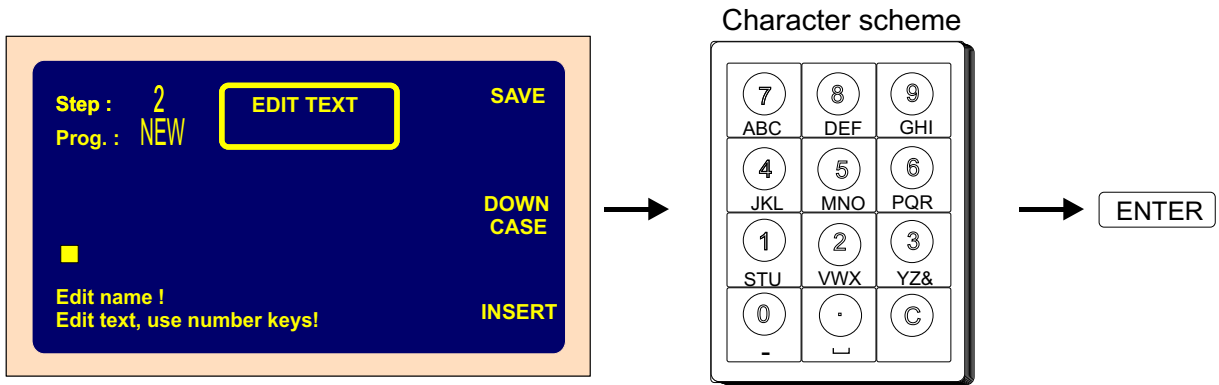 Character scheme
Step : 2
Prog. : NEW
EDIT TEXT
SAVE
DOWN
CASE
Edit name !
Edit text, use number keys!
INSERT
7 8 9
ABC DEF GHI
4 5 6
JKL MNO PQR
1 2 3
STU VWX YZ&
0 . C
-
ENTER